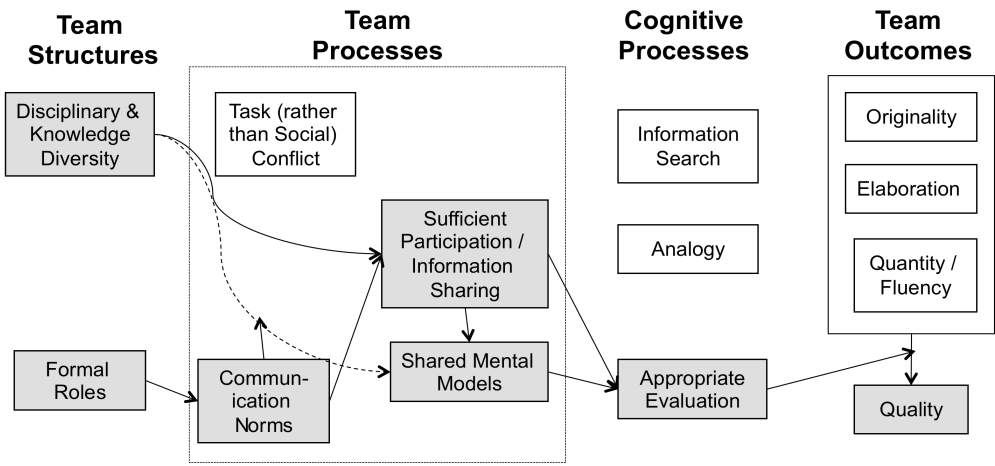 Team
Structures
Team
Processes
Cognitive
Processes
Team
Outcomes
Disciplinary &
Knowledge
Diversity
Task (rather
than Social)
Conflict
Information
Search
Originality
Elaboration
Sufficient
Participation /
Information
Sharing
Analogy
Quantity /
Fluency
Formal
Roles
Commun-
ication
Norms
Shared Mental
Models
Appropriate
Evaluation
Quality